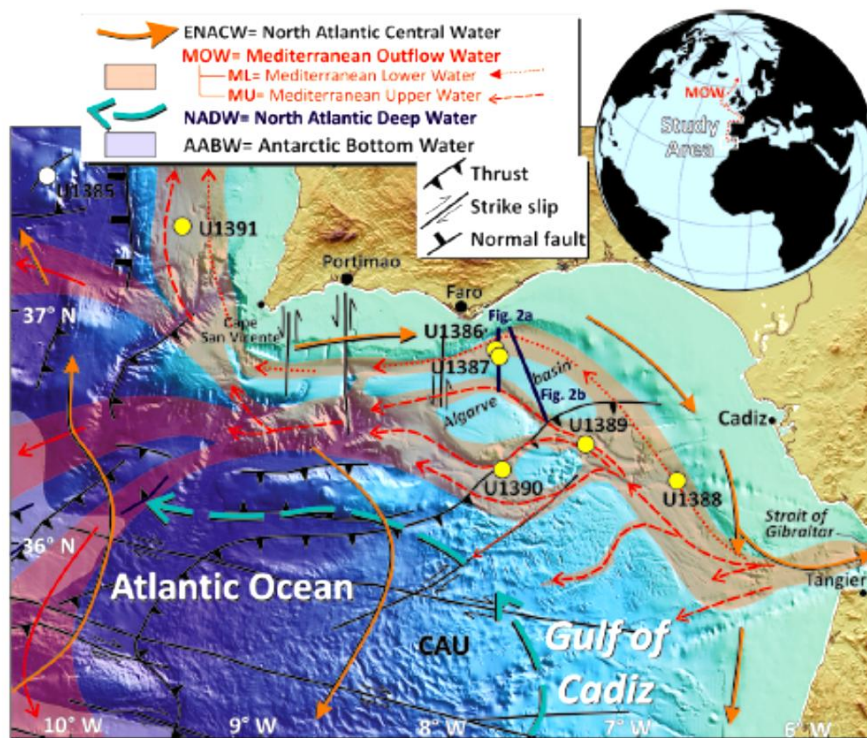 ENACW= North Atlantic Central Water
MOW= Mediterranean Outflow Water
ML= Mediterranean Lower Water
MU= Mediterranean Upper Water
NADW= North Atlantic Deep Water
AABW= Antarctic Bottom Water
MOW
Study
Area
Thrust
Strike slip
Normal fault
U1385
U1391
Portimao
Faro
Fig. 2a
37° N
Cape
San Vicente
U1386
U1387
basin
Fig. 2b
Algarve
Cadiz
U1389
U1390
U1388
Strait of
Gibraltar
36° N
Tangier
Atlantic Ocean
CAU
Gulf of
Cadiz
10° W
9° W
8° W
7° W
6° W